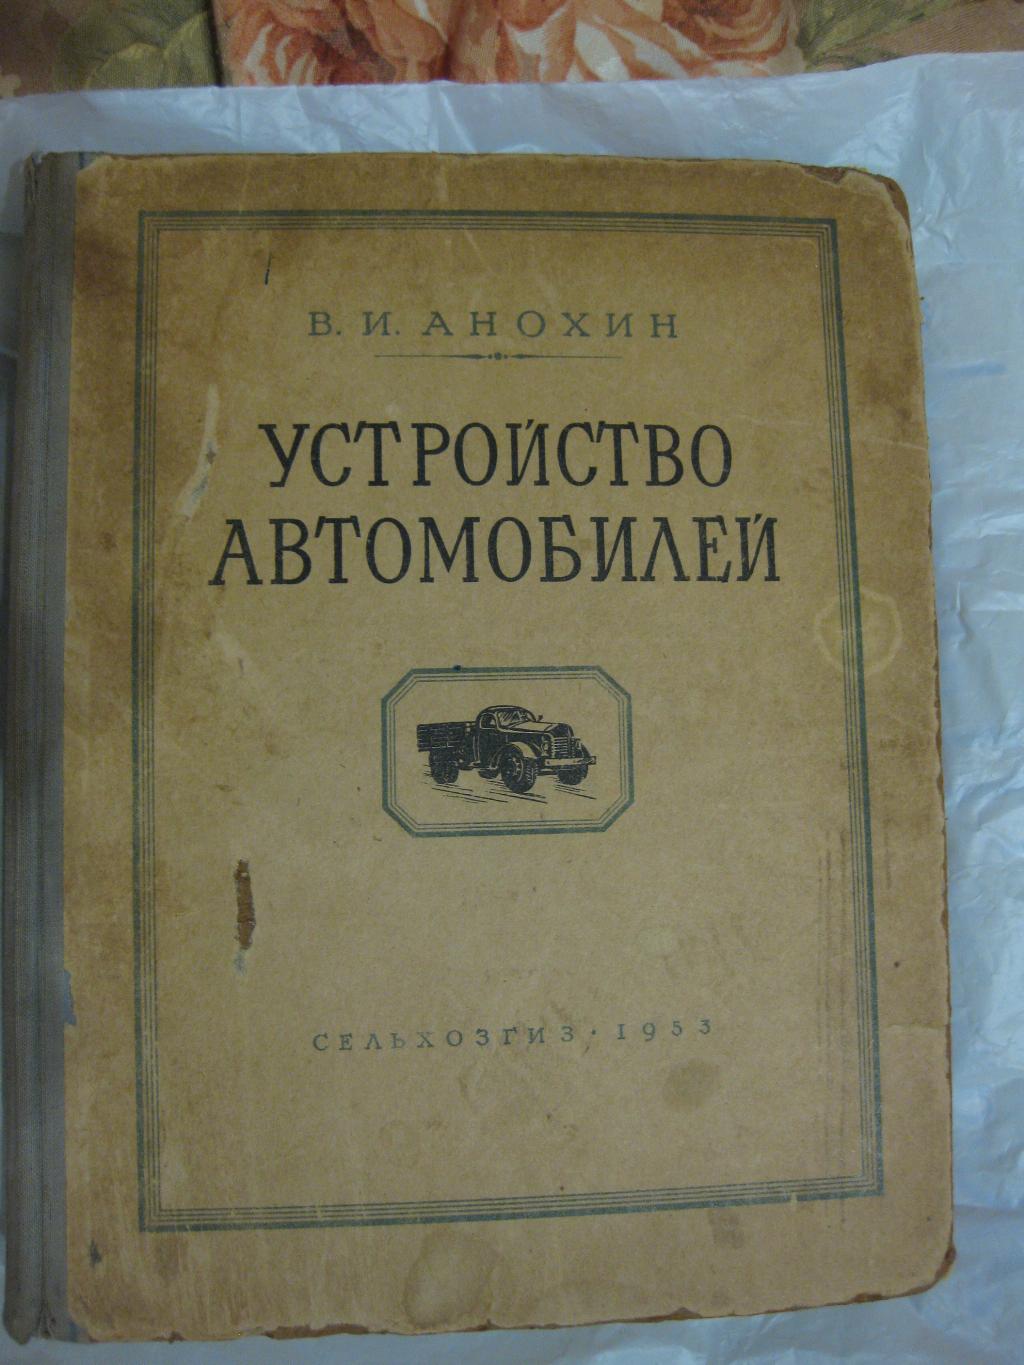 В. И. АНОХИН
УСТРОЙСТВО
АВТОМОБИЛЕЙ
СЕЛЬХОЗГИЗ · 1953